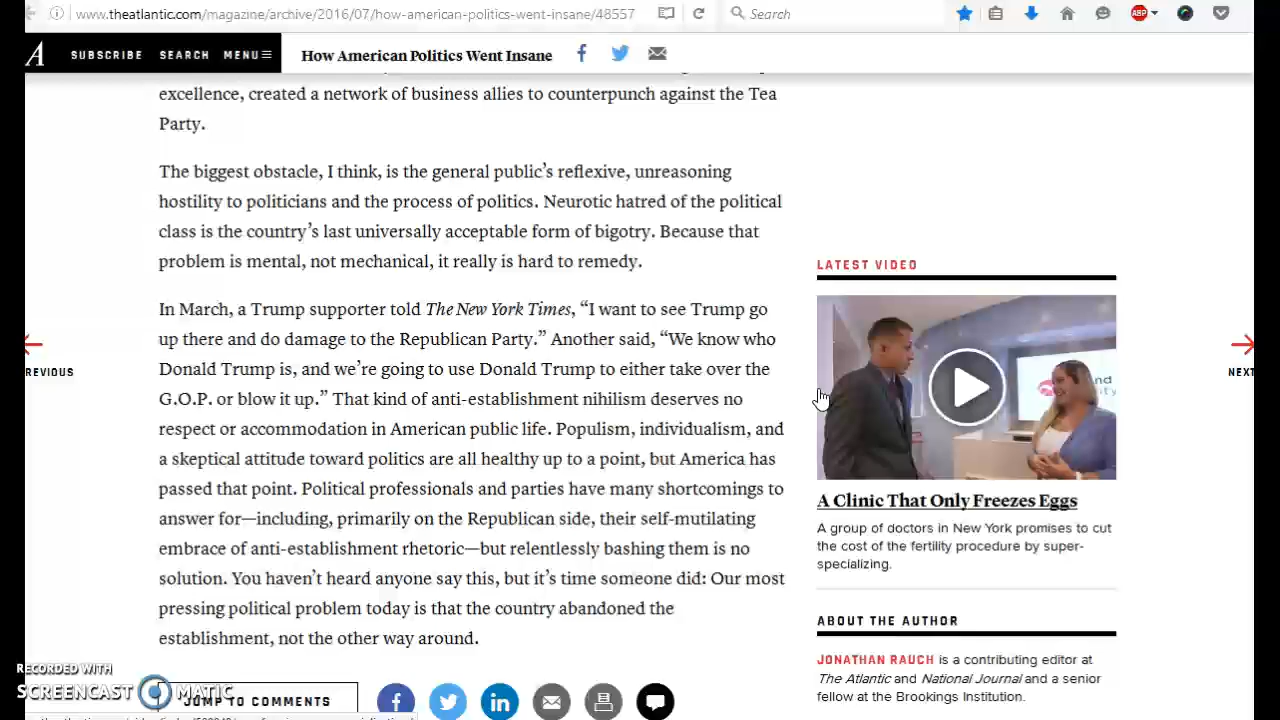 www.theatlantic.com/magazine/archive/2016/07/how-american-politics-went-insane/48557
Search
ABP
A SUBSCRIBE SEARCH MENU
How American Politics Went Insane
excellence, created a network of business allies to counterpunch against the Tea
Party.
The biggest obstacle, I think, is the general public’s reflexive, unreasoning
hostility to politicians and the process of politics. Neurotic hatred of the political
class is the country’s last universally acceptable form of bigotry. Because that
problem is mental, not mechanical, it really is hard to remedy.
In March, a Trump supporter told The New York Times, “I want to see Trump go
up there and do damage to the Republican Party.” Another said, “We know who
Donald Trump is, and we’re going to use Donald Trump to either take over the
G.O.P. or blow it up.” That kind of anti-establishment nihilism deserves no
respect or accommodation in American public life. Populism, individualism, and
a skeptical attitude toward politics are all healthy up to a point, but America has
passed that point. Political professionals and parties have many shortcomings to
answer for—including, primarily on the Republican side, their self-mutilating
embrace of anti-establishment rhetoric—but relentlessly bashing them is no
solution. You haven’t heard anyone say this, but it’s time someone did: Our most
pressing political problem today is that the country abandoned the
establishment, not the other way around.
JUMP TO COMMENTS
REVIOUS
NEXT
LATEST VIDEO
A Clinic That Only Freezes Eggs
A group of doctors in New York promises to cut
the cost of the fertility procedure by super-
specializing.
ABOUT THE AUTHOR
JONATHAN RAUCH is a contributing editor at
The Atlantic and National Journal and a senior
fellow at the Brookings Institution.
RECORDED WITH
SCREENCAST MATIC